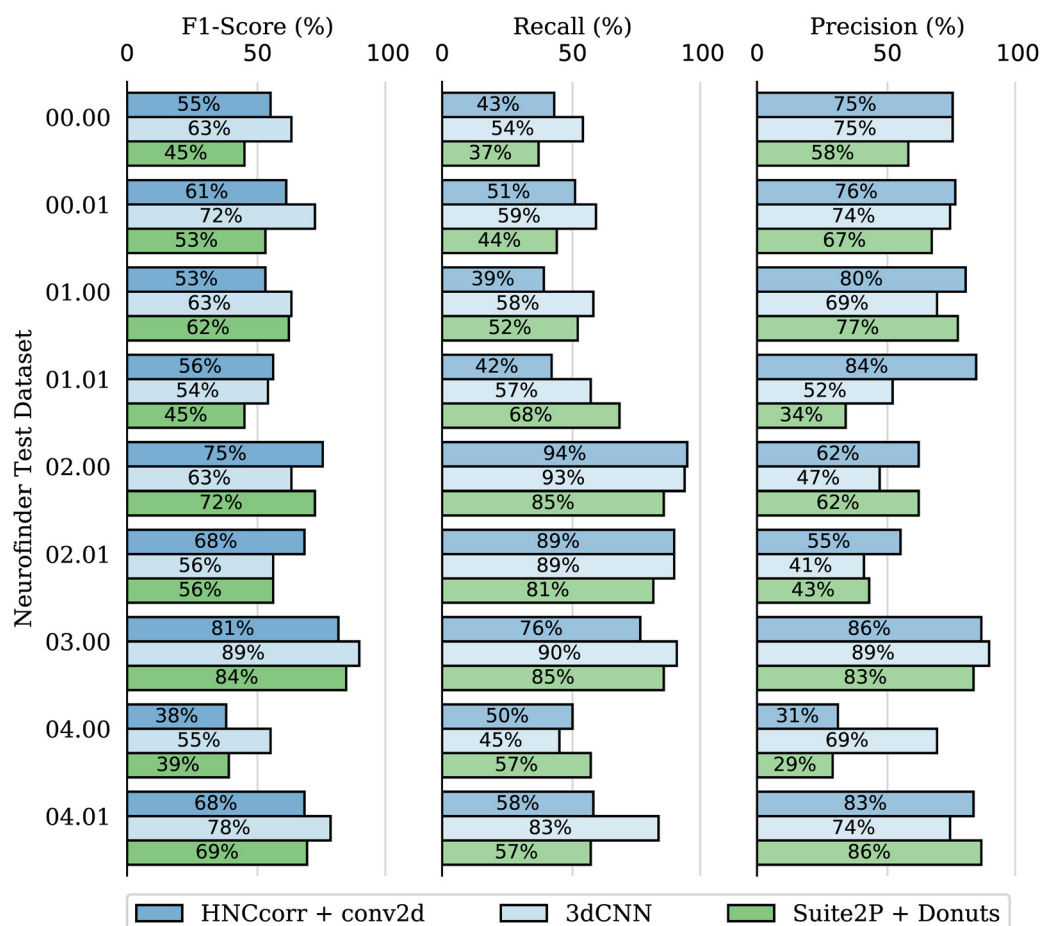 F1-Score (%) Recall (%) Precision (%)
0 50 100 0 50 100 0 50 100
Neurofinder Test Dataset
00.00 55% 43% 75%
63% 54% 75%
45% 37% 58%
00.01 61% 51% 76%
72% 59% 74%
53% 44% 67%
01.00 53% 39% 80%
63% 58% 69%
62% 52% 77%
01.01 56% 42% 84%
54% 57% 52%
45% 68% 34%
02.00 75% 94% 62%
63% 93% 47%
72% 85% 62%
02.01 68% 89% 55%
56% 89% 41%
56% 81% 43%
03.00 81% 76% 86%
89% 90% 89%
84% 85% 83%
04.00 38% 50% 31%
55% 45% 69%
39% 57% 29%
04.01 68% 58% 83%
78% 83% 74%
69% 57% 86%
HNCcorr + conv2d 3dCNN Suite2P + Donuts